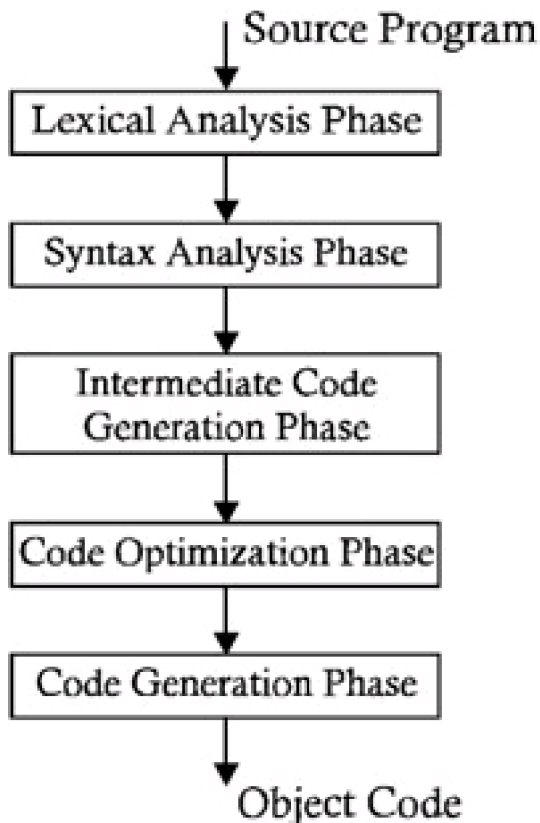 Source Program
Lexical Analysis Phase
Syntax Analysis Phase
Intermediate Code
Generation Phase
Code Optimization Phase
Code Generation Phase
Object Code